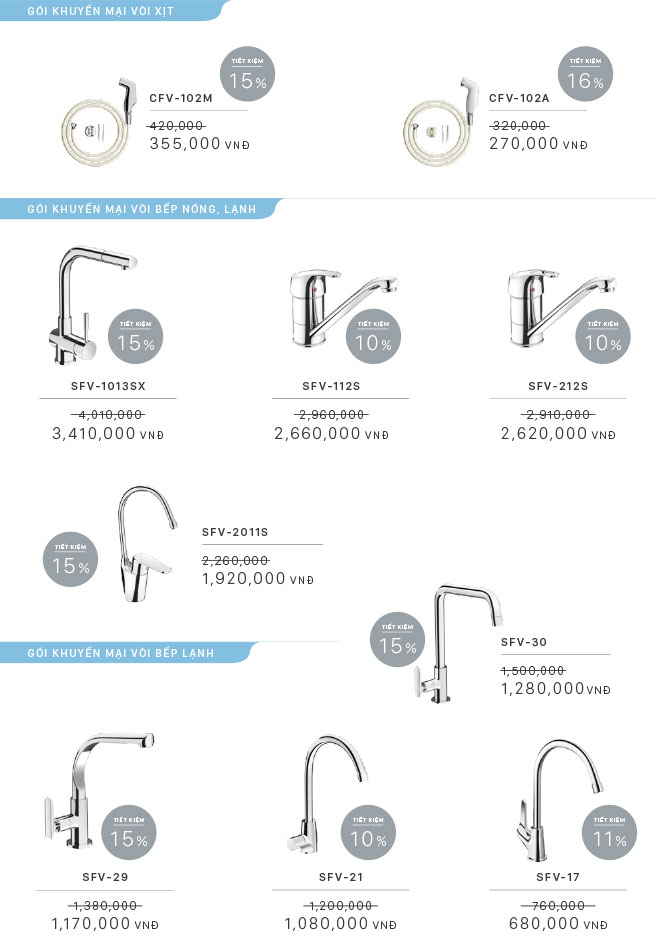 GÓI KHUYẾN MẠI VÒI XỊT
TIẾT KIỆM
15%
CFV-102M
420,000
355,000 VNĐ
TIẾT KIỆM
16%
CFV-102A
320,000
270,000 VNĐ
GÓI KHUYẾN MẠI VÒI BẾP NÓNG, LẠNH
TIẾT KIỆM
15%
SFV-1013SX
4,010,000
3,410,000 VNĐ
TIẾT KIỆM
10%
SFV-112S
2,960,000
2,660,000 VNĐ
TIẾT KIỆM
10%
SFV-212S
2,910,000
2,620,000 VNĐ
TIẾT KIỆM
15%
SFV-2011S
2,260,000
1,920,000 VNĐ
TIẾT KIỆM
15%
SFV-30
1,500,000
1,280,000VNĐ
GÓI KHUYẾN MẠI VÒI BẾP LẠNH
TIẾT KIỆM
15%
SFV-29
1,380,000
1,170,000 VNĐ
TIẾT KIỆM
10%
SFV-21
1,200,000
1,080,000 VNĐ
TIẾT KIỆM
11%
SFV-17
760,000
680,000 VNĐ